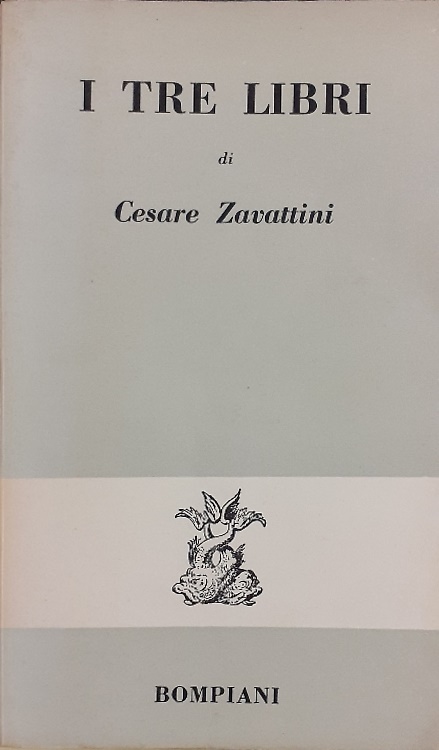 I TRE LIBRI
di
Cesare Zavattini
BOMPIANI